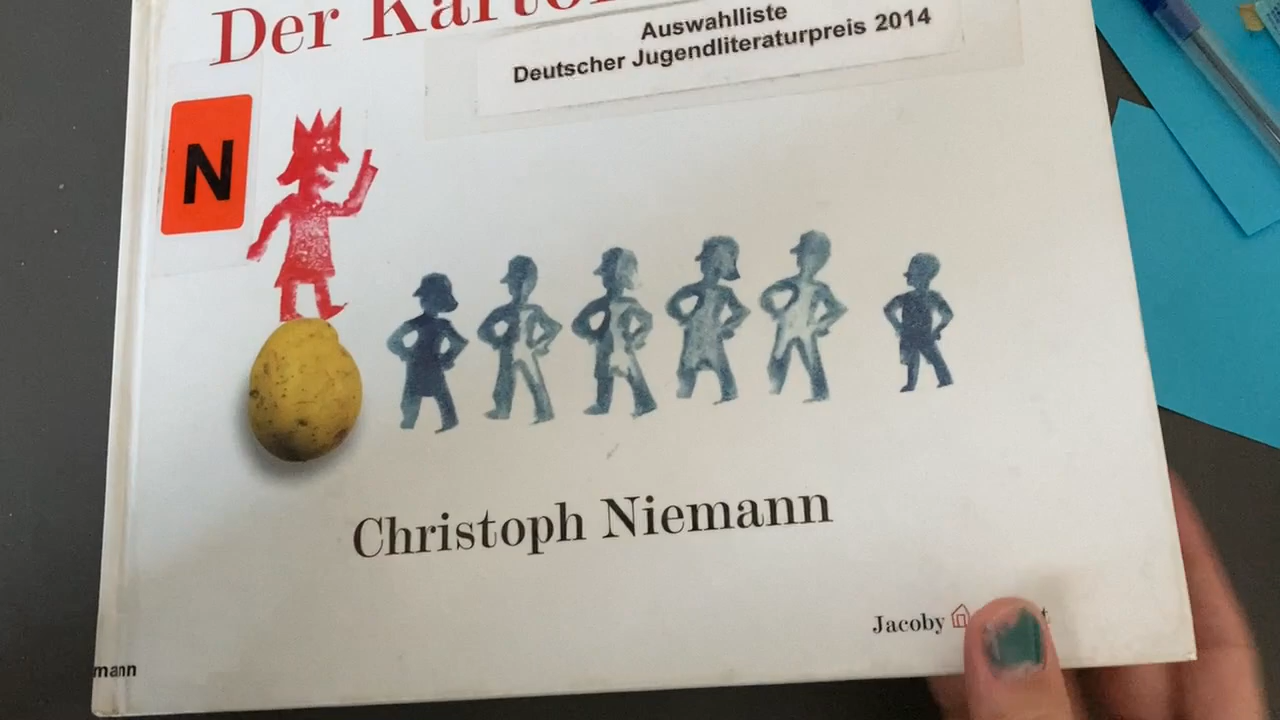 Der
Auswahlliste
Deutscher Jugendliteraturpreis 2014
N
Christoph Niemann
Jacoby
mann